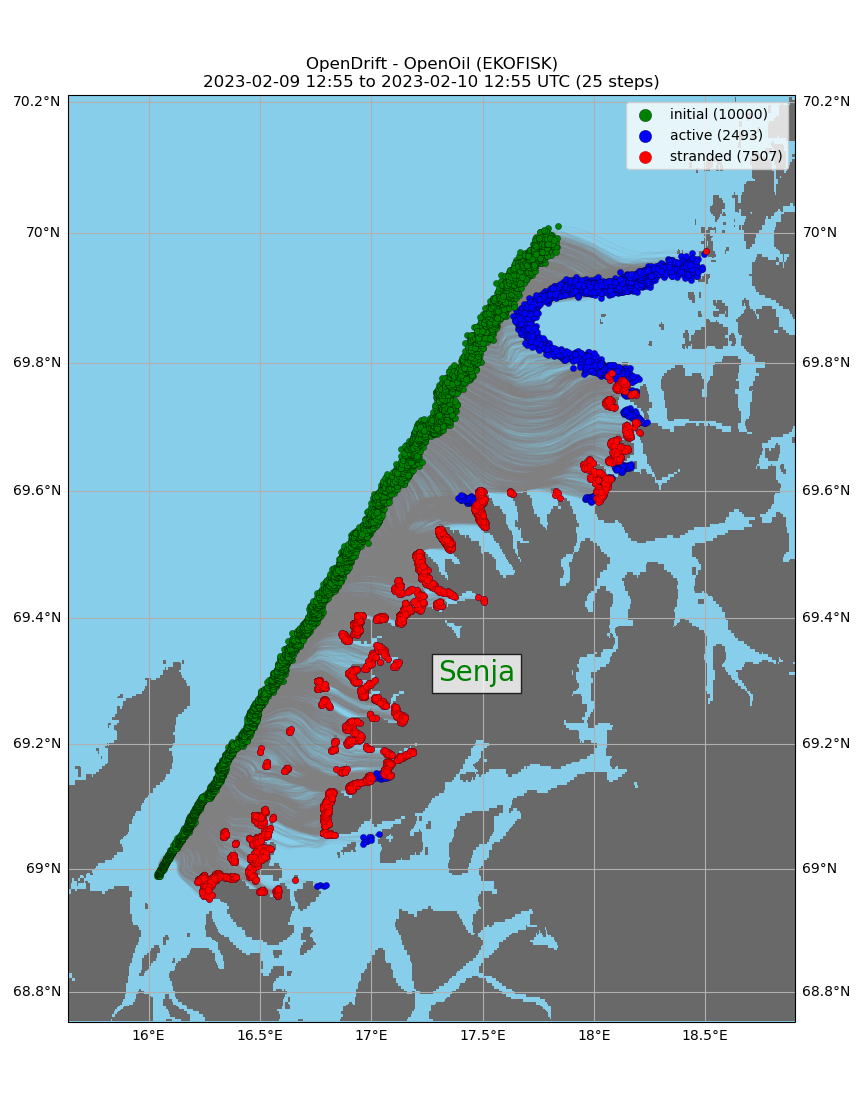 OpenDrift - OpenOil (EKOFISK)
2023-02-09 12:55 to 2023-02-10 12:55 UTC (25 steps)
70.2°N
70.2°N
initial (10000)
active (2493)
stranded (7507)
70°N
70°N
69.8°N
69.8°N
69.6°N
69.6°N
69.4°N
69.4°N
Senja
69.2°N
69.2°N
69°N
69°N
68.8°N
68.8°N
16°E
16.5°E
17°E
17.5°E
18°E
18.5°E